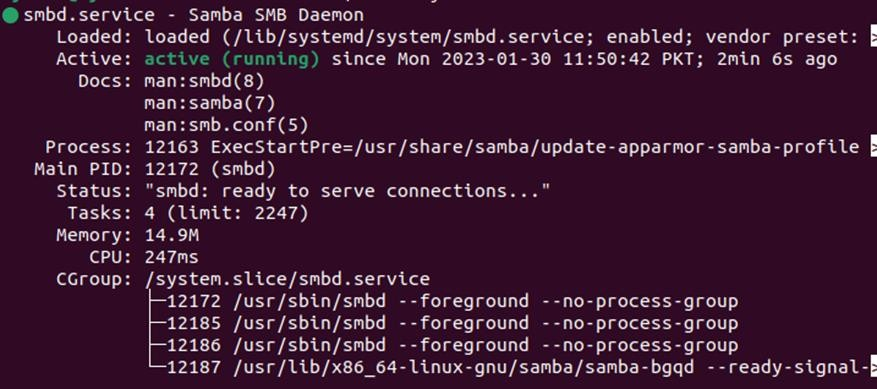 ● smbd.service - Samba SMB Daemon
     Loaded: loaded (/lib/systemd/system/smbd.service; enabled; vendor preset: >
     Active: active (running) since Mon 2023-01-30 11:50:42 PKT; 2min 6s ago
       Docs: man:smbd(8)
             man:samba(7)
             man:smb.conf(5)
    Process: 12163 ExecStartPre=/usr/share/samba/update-apparmor-samba-profile >
   Main PID: 12172 (smbd)
     Status: "smbd: ready to serve connections..."
      Tasks: 4 (limit: 2247)
     Memory: 14.9M
        CPU: 247ms
     CGroup: /system.slice/smbd.service
             ├─12172 /usr/sbin/smbd --foreground --no-process-group
             ├─12185 /usr/sbin/smbd --foreground --no-process-group
             ├─12186 /usr/sbin/smbd --foreground --no-process-group
             └─12187 /usr/lib/x86_64-linux-gnu/samba/samba-bgqd --ready-signal->